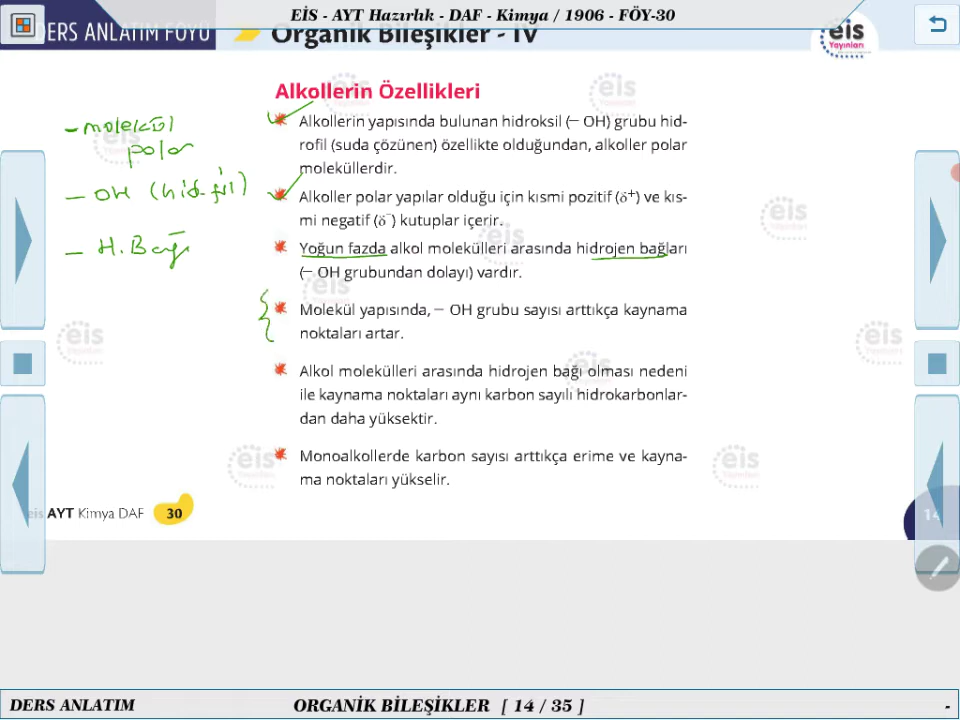 EİS - AYT Hazırlık - DAF - Kimya / 1906 - FÖY-30
DERS ANLATIM FÖYÜ
Organik Bileşikler - IV
eis
Yayınları
Alkollerin Özellikleri
Alkollerin yapısında bulunan hidroksil (— OH) grubu hid-
rofil (suda çözünen) özellikte olduğundan, alkoller polar
moleküllerdir.
Alkoller polar yapılar olduğu için kısmi pozitif (δ⁺) ve kıs-
mi negatif (δ⁻) kutuplar içerir.
Yoğun fazda alkol molekülleri arasında hidrojen bağları
(— OH grubundan dolayı) vardır.
Molekül yapısında, — OH grubu sayısı arttıkça kaynama
noktaları artar.
Alkol molekülleri arasında hidrojen bağı olması nedeni
ile kaynama noktaları aynı karbon sayılı hidrokarbonlar-
dan daha yüksektir.
Monoalkollerde karbon sayısı arttıkça erime ve kayna-
ma noktaları yükselir.
- molekül
polar
- OH (hid-fil)
- H. Bağı
eis AYT Kimya DAF 30
14
DERS ANLATIM
ORGANİK BİLEŞİKLER [ 14 / 35 ]
-